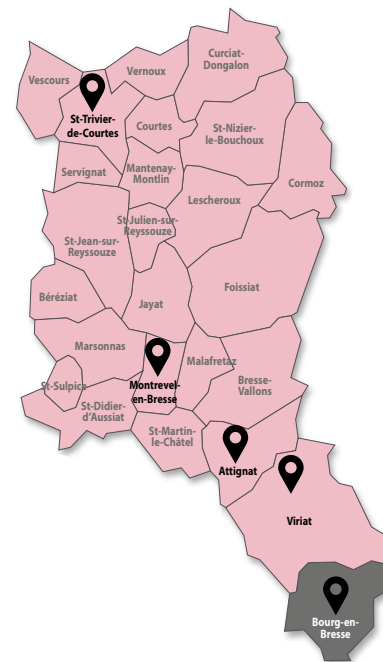 Curciat-
Dongalon
Vescours
Vernoux
St-Trivier-
de-Courtes
Courtes
St-Nizier-
le-Bouchoux
Servignat
Mantenay-
Montlin
Cormoz
Lescheroux
St-Julien-sur-
Reyssouze
St-Jean-sur-
Reyssouze
Foissiat
Béréziat
Jayat
Marsonnas
Malafretaz
St-Sulpice
Montrevel-
en-Bresse
Bresse-
Vallons
St-Didier-
d'Aussiat
St-Martin-
le-Châtel
Attignat
Viriat
Bourg-en-
Bresse